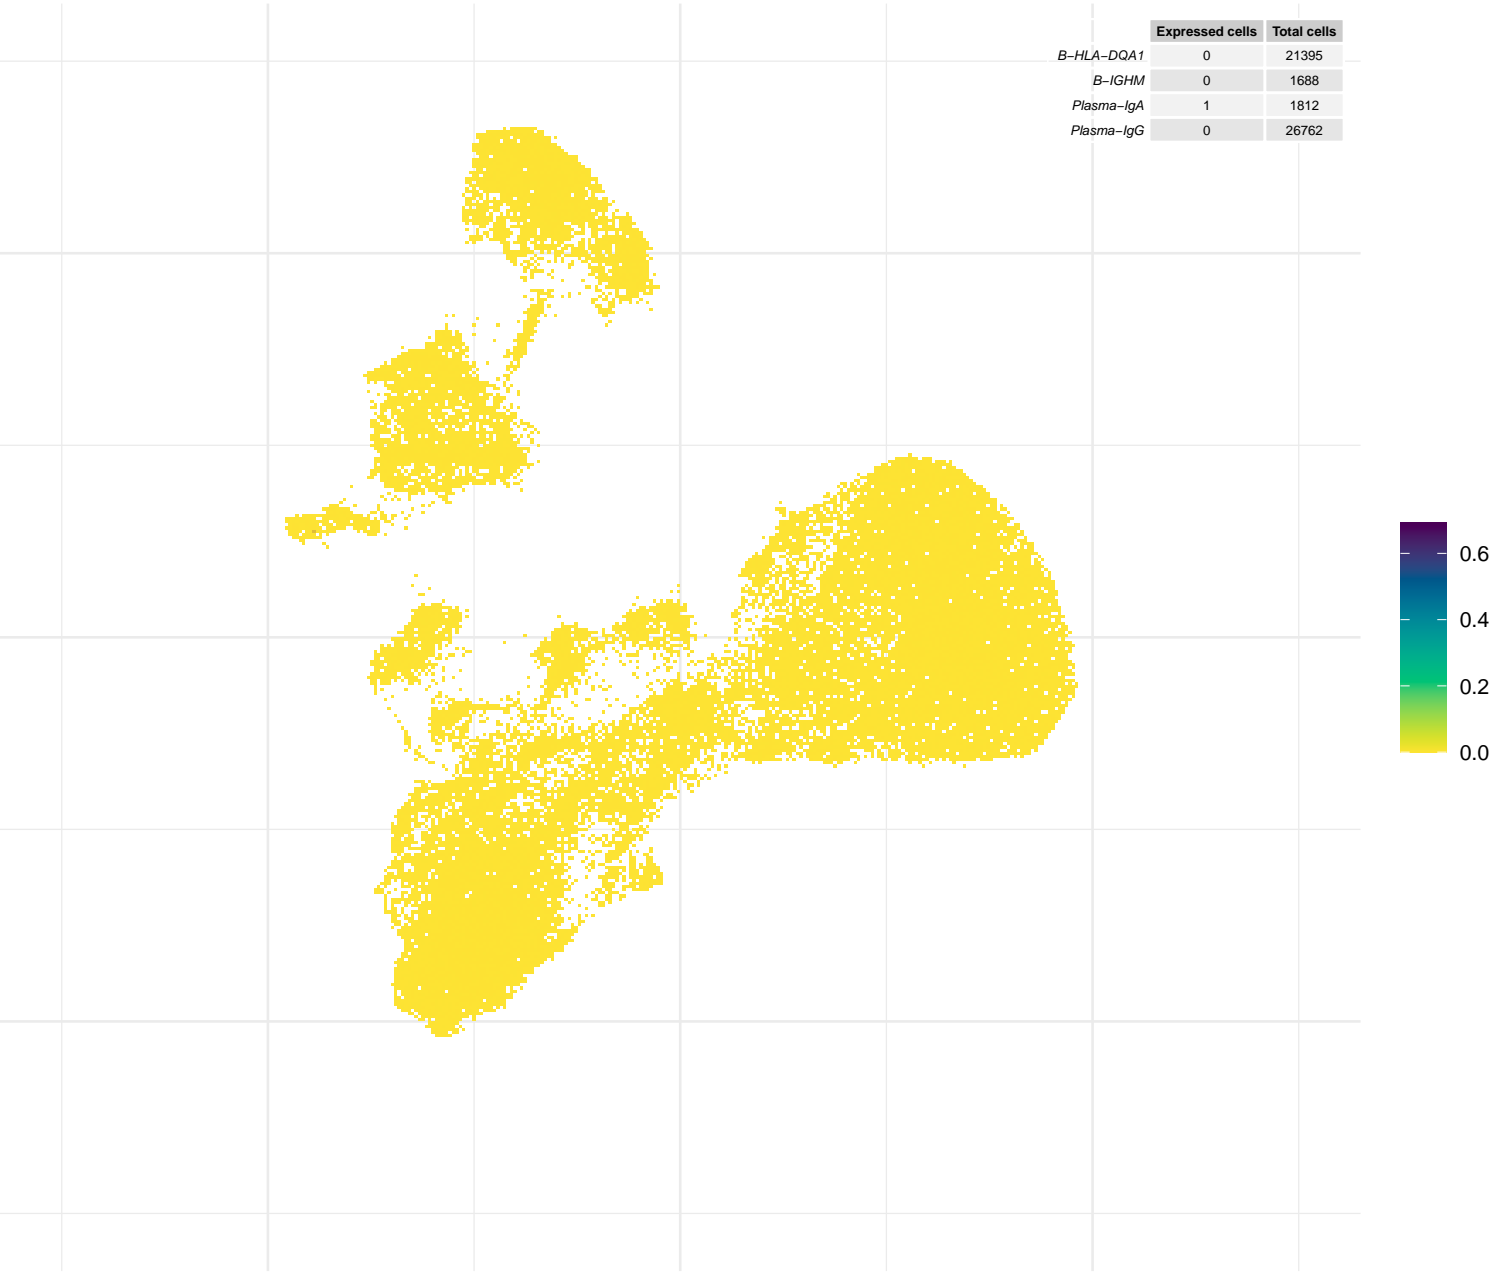 Expressed cells Total cells
B−HLA−DQA1 0 21395
B−IGHM 0 1688
Plasma−IgA 1 1812
Plasma−IgG 0 26762
0.6
0.4
0.2
0.0